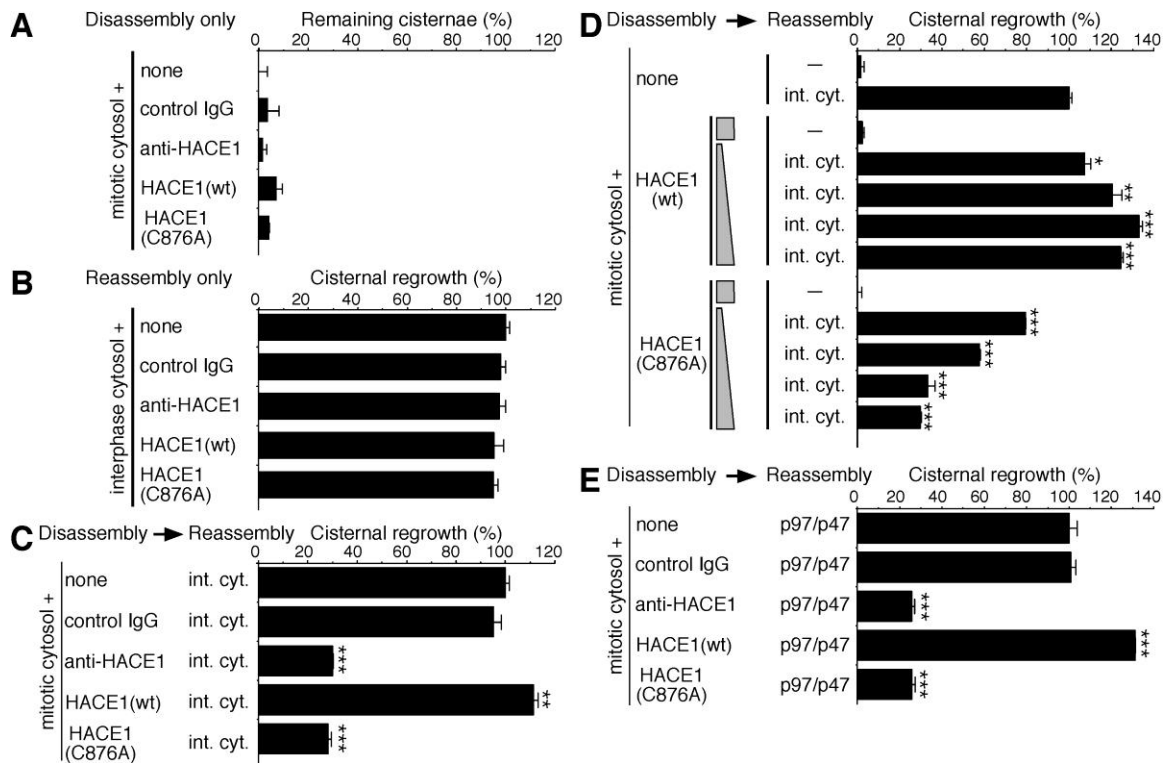 A
Disassembly only
Remaining cisternae (%)
0 20 40 60 80 100 120
mitotic cytosol +
none
control IgG
anti-HACE1
HACE1(wt)
HACE1
(C876A)
B
Reassembly only
Cisternal regrowth (%)
0 20 40 60 80 100 120
interphase cytosol +
none
control IgG
anti-HACE1
HACE1(wt)
HACE1
(C876A)
C
Disassembly → Reassembly
Cisternal regrowth (%)
0 20 40 60 80 100 120
mitotic cytosol +
none int. cyt.
control IgG int. cyt.
anti-HACE1 int. cyt. ***
HACE1(wt) int. cyt. **
HACE1
(C876A) int. cyt. ***
D
Disassembly → Reassembly
Cisternal regrowth (%)
0 20 40 60 80 100 120 140
mitotic cytosol +
none
—
int. cyt.
HACE1
(wt)
—
int. cyt. *
int. cyt. **
int. cyt. ***
int. cyt. ***
HACE1
(C876A)
—
int. cyt. ***
int. cyt. ***
int. cyt. ***
int. cyt. ***
E
Disassembly → Reassembly
Cisternal regrowth (%)
0 20 40 60 80 100 120 140
mitotic cytosol +
none p97/p47
control IgG p97/p47
anti-HACE1 p97/p47 ***
HACE1(wt) p97/p47 ***
HACE1
(C876A) p97/p47 ***